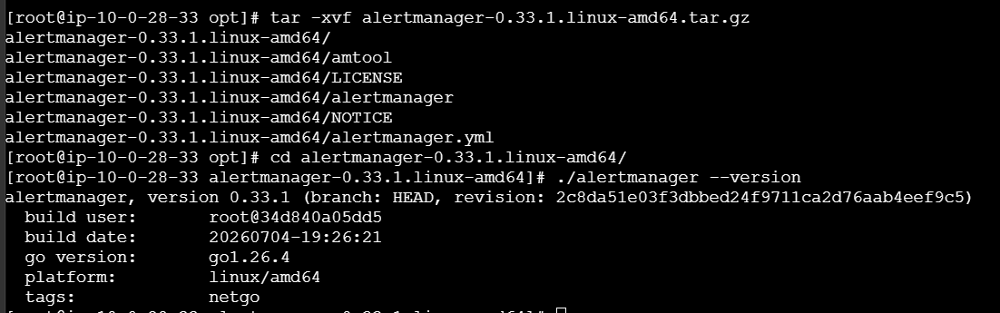 [root@ip-10-0-28-33 opt]# tar -xvf alertmanager-0.33.1.linux-amd64.tar.gz
alertmanager-0.33.1.linux-amd64/
alertmanager-0.33.1.linux-amd64/amtool
alertmanager-0.33.1.linux-amd64/LICENSE
alertmanager-0.33.1.linux-amd64/alertmanager
alertmanager-0.33.1.linux-amd64/NOTICE
alertmanager-0.33.1.linux-amd64/alertmanager.yml
[root@ip-10-0-28-33 opt]# cd alertmanager-0.33.1.linux-amd64/
[root@ip-10-0-28-33 alertmanager-0.33.1.linux-amd64]# ./alertmanager --version
alertmanager, version 0.33.1 (branch: HEAD, revision: 2c8da51e03f3dbbed24f9711ca2d76aab4eef9c5)
  build user:       root@34d840a05dd5
  build date:       20260704-19:26:21
  go version:       go1.26.4
  platform:         linux/amd64
  tags:             netgo